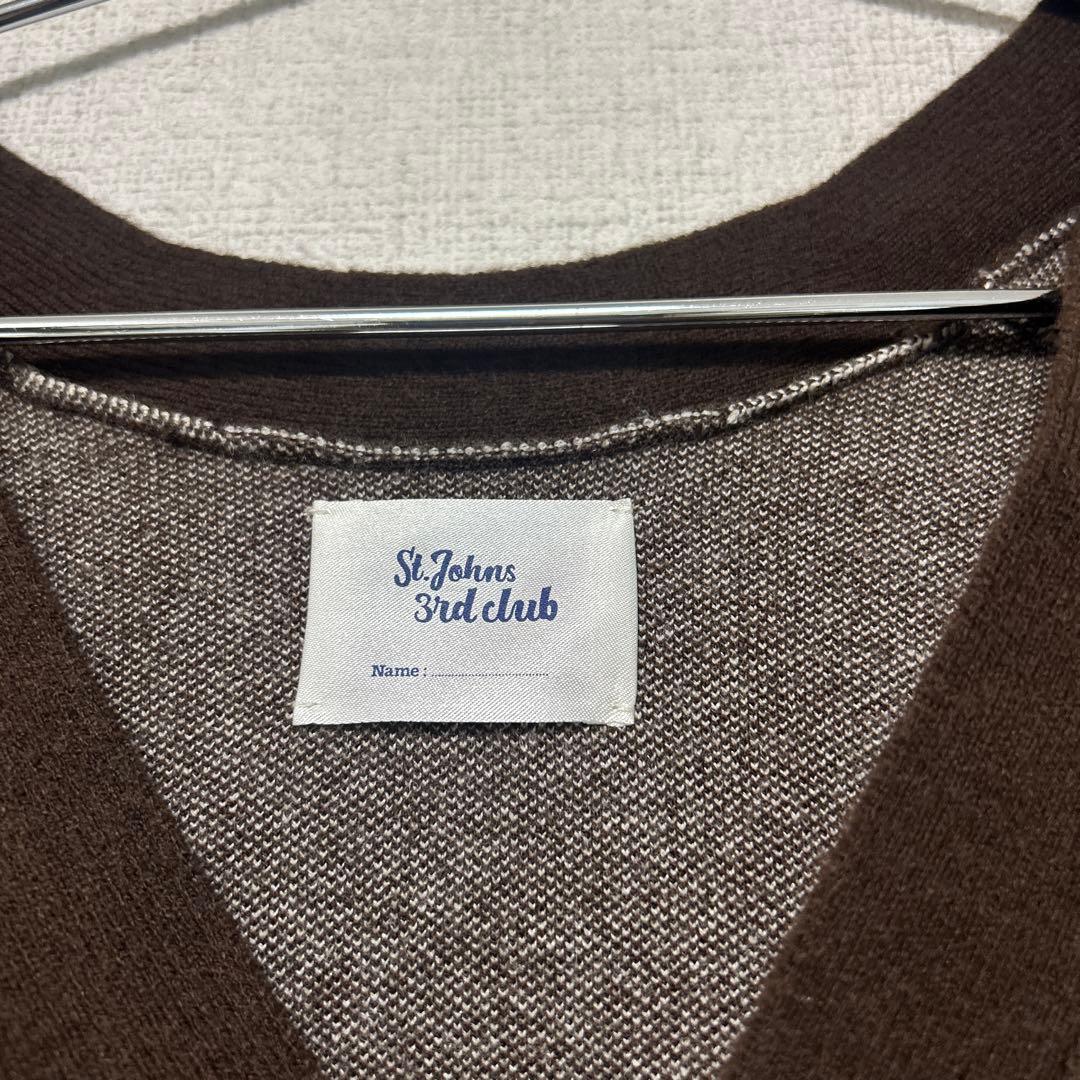 St. Johns
3rd club
Name : ....................................